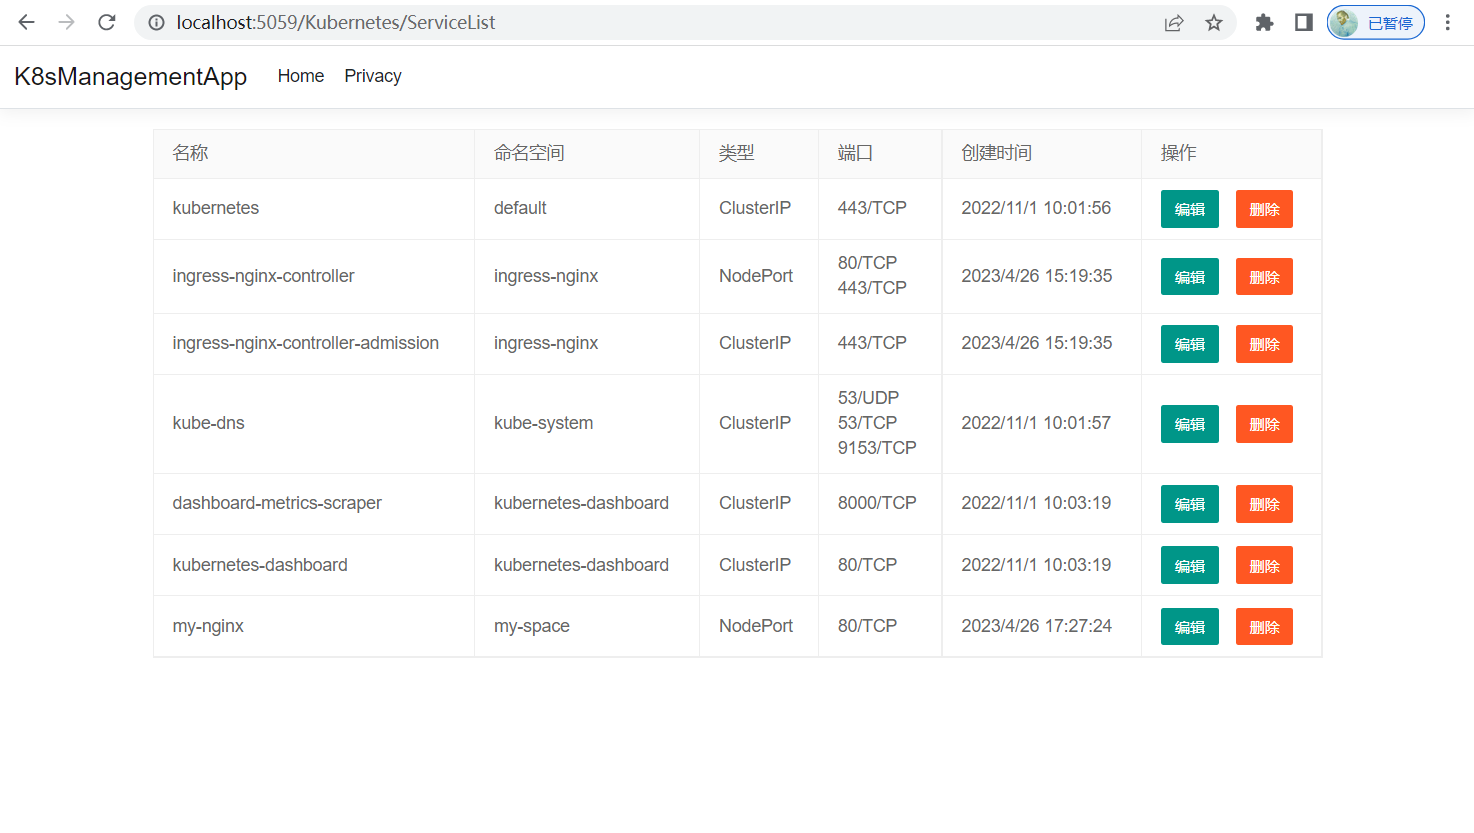 localhost:5059/Kubernetes/ServiceList
已暂停
K8sManagementApp Home Privacy
名称 命名空间 类型 端口 创建时间 操作
kubernetes default ClusterIP 443/TCP 2022/11/1 10:01:56 编辑 删除
ingress-nginx-controller ingress-nginx NodePort 80/TCP 2023/4/26 15:19:35 编辑 删除
443/TCP
ingress-nginx-controller-admission ingress-nginx ClusterIP 443/TCP 2023/4/26 15:19:35 编辑 删除
53/UDP
kube-dns kube-system ClusterIP 53/TCP 2022/11/1 10:01:57 编辑 删除
9153/TCP
dashboard-metrics-scraper kubernetes-dashboard ClusterIP 8000/TCP 2022/11/1 10:03:19 编辑 删除
kubernetes-dashboard kubernetes-dashboard ClusterIP 80/TCP 2022/11/1 10:03:19 编辑 删除
my-nginx my-space NodePort 80/TCP 2023/4/26 17:27:24 编辑 删除